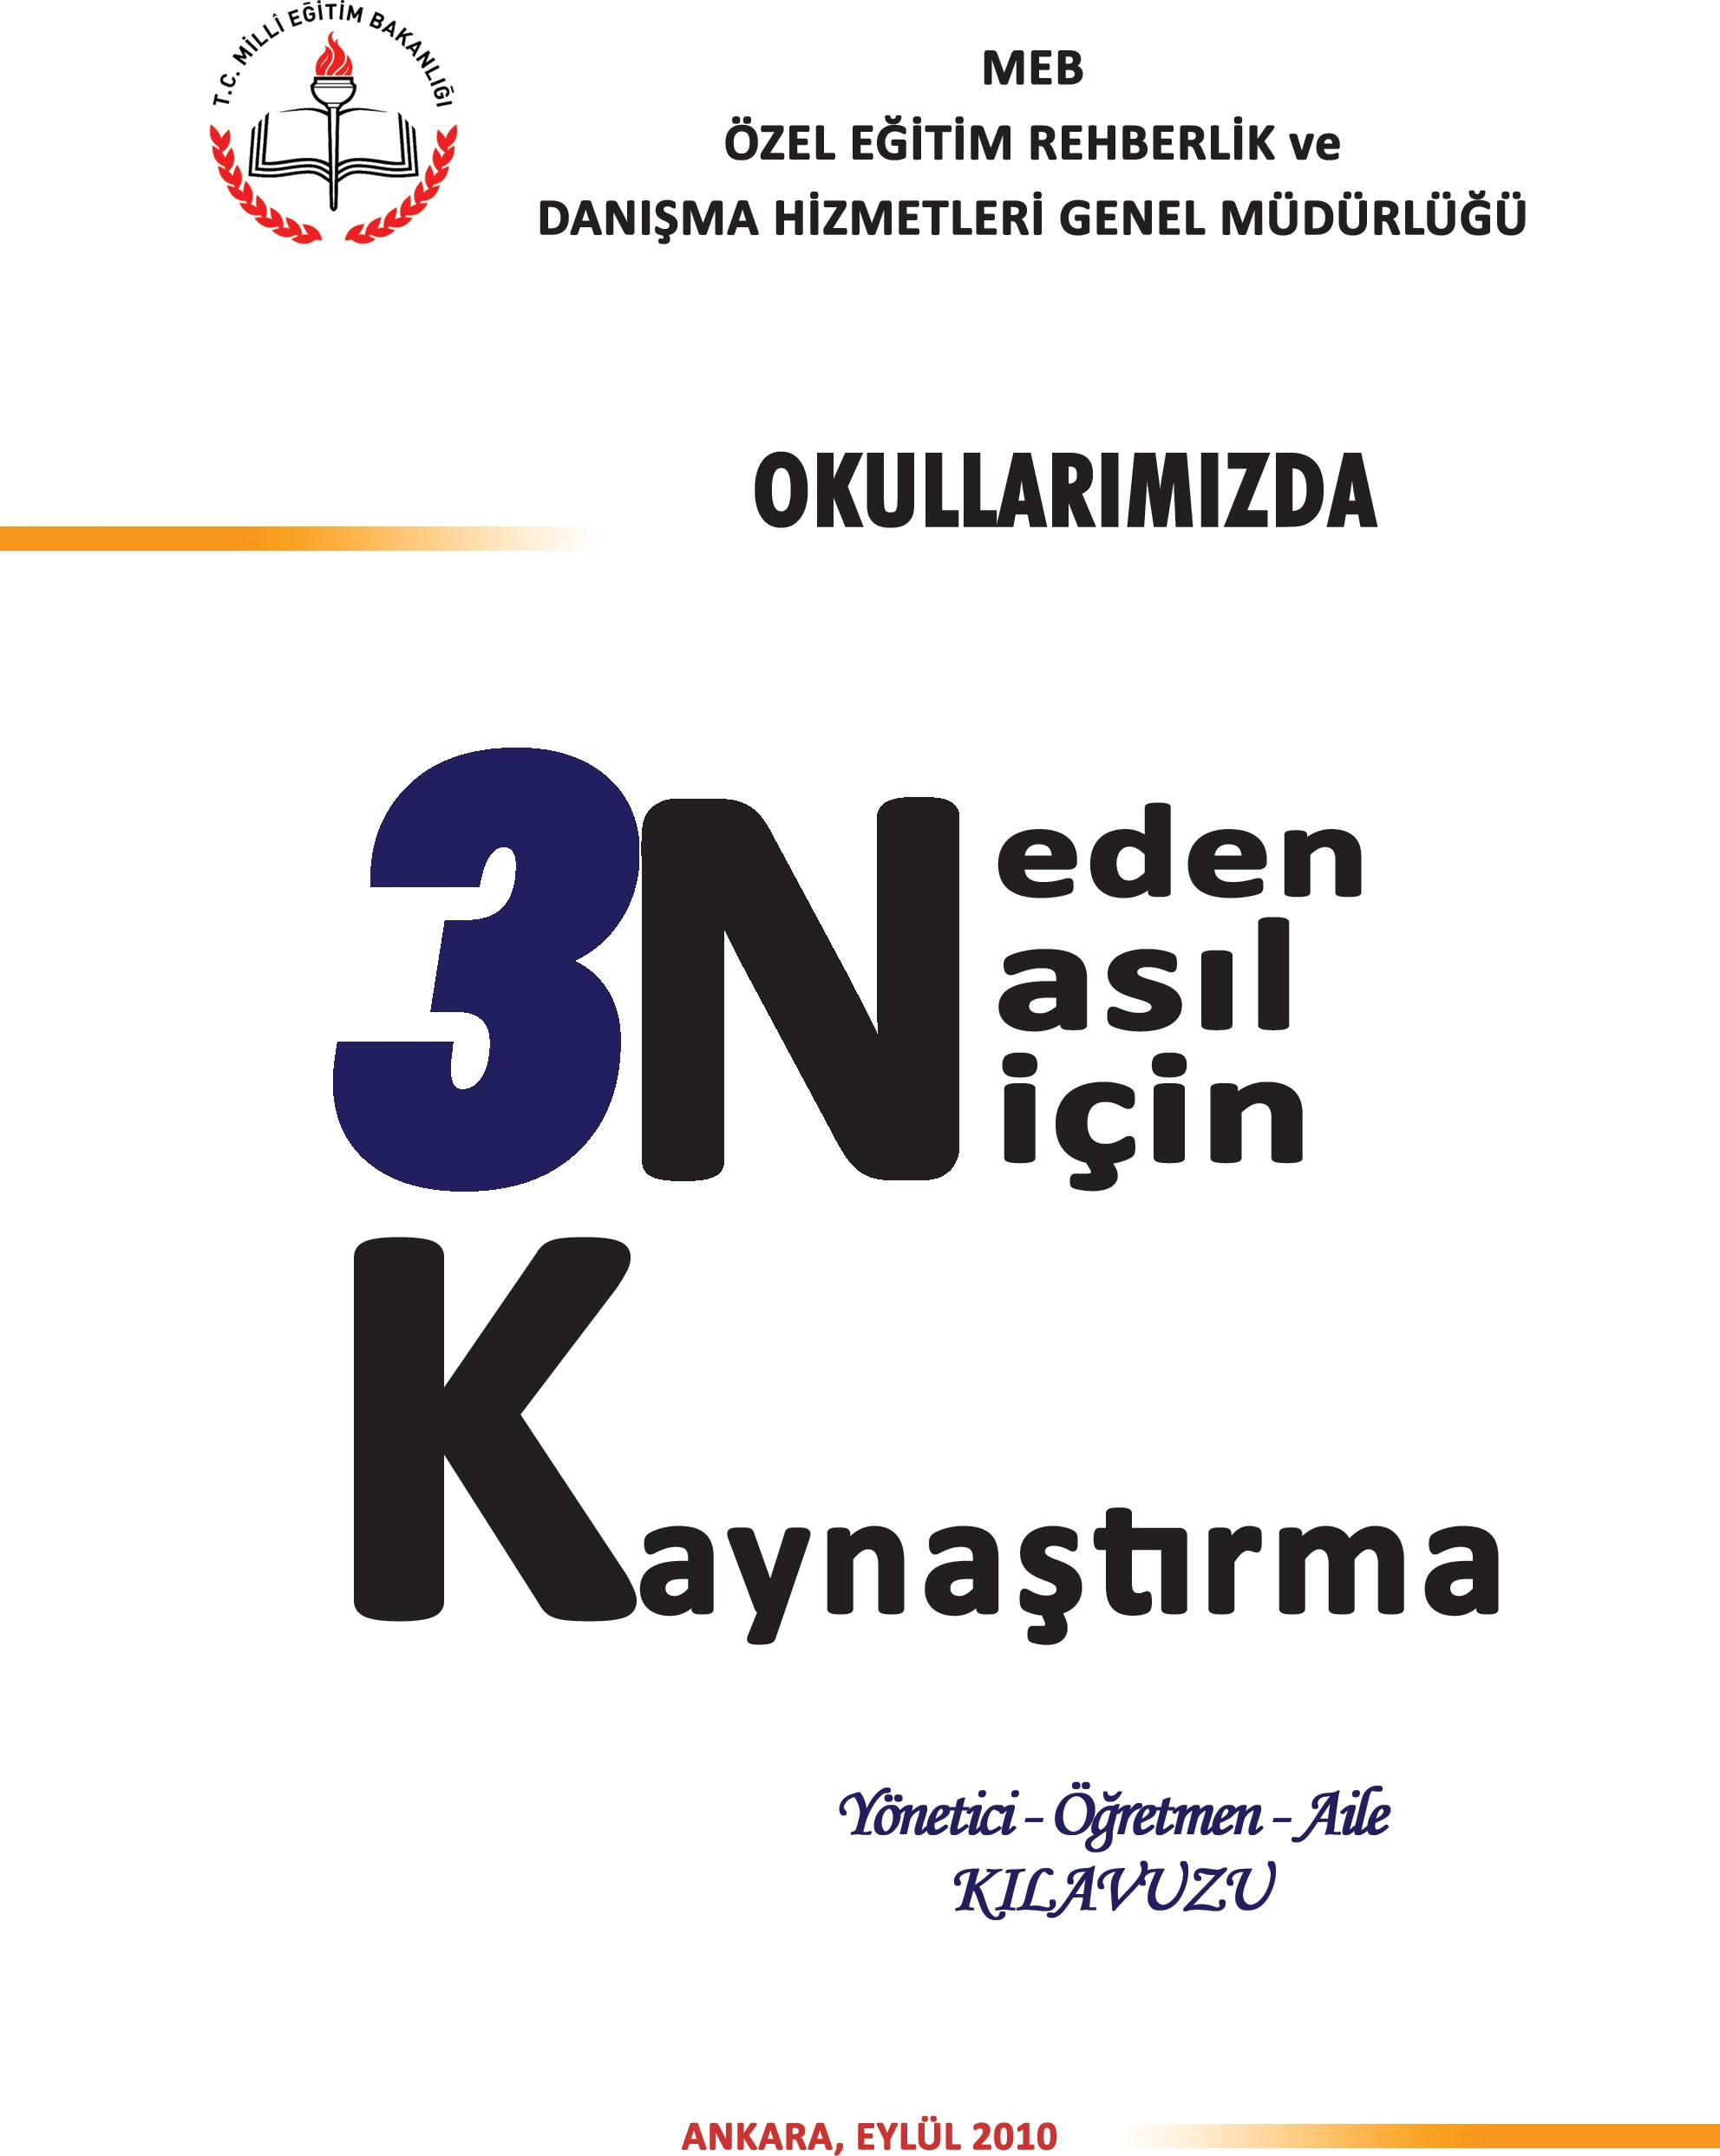 T.C. MİLLÎ EĞİTİM BAKANLIĞI
MEB
ÖZEL EĞİTİM REHBERLİK ve
DANIŞMA HİZMETLERİ GENEL MÜDÜRLÜĞÜ
OKULLARIMIZDA
3N eden
asıl
için
Kaynaştırma
Yönetici - Öğretmen - Aile
KILAVUZU
ANKARA, EYLÜL 2010